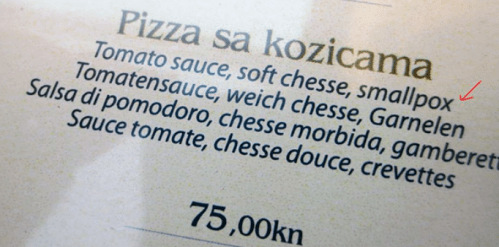 Pizza sa kozicama
Tomato sauce, soft chesse, smallpox
Tomatensauce, weich chesse, Garnelen
Salsa di pomodoro, chesse morbida, gamberett
Sauce tomate, chesse douce, crevettes
75,00kn